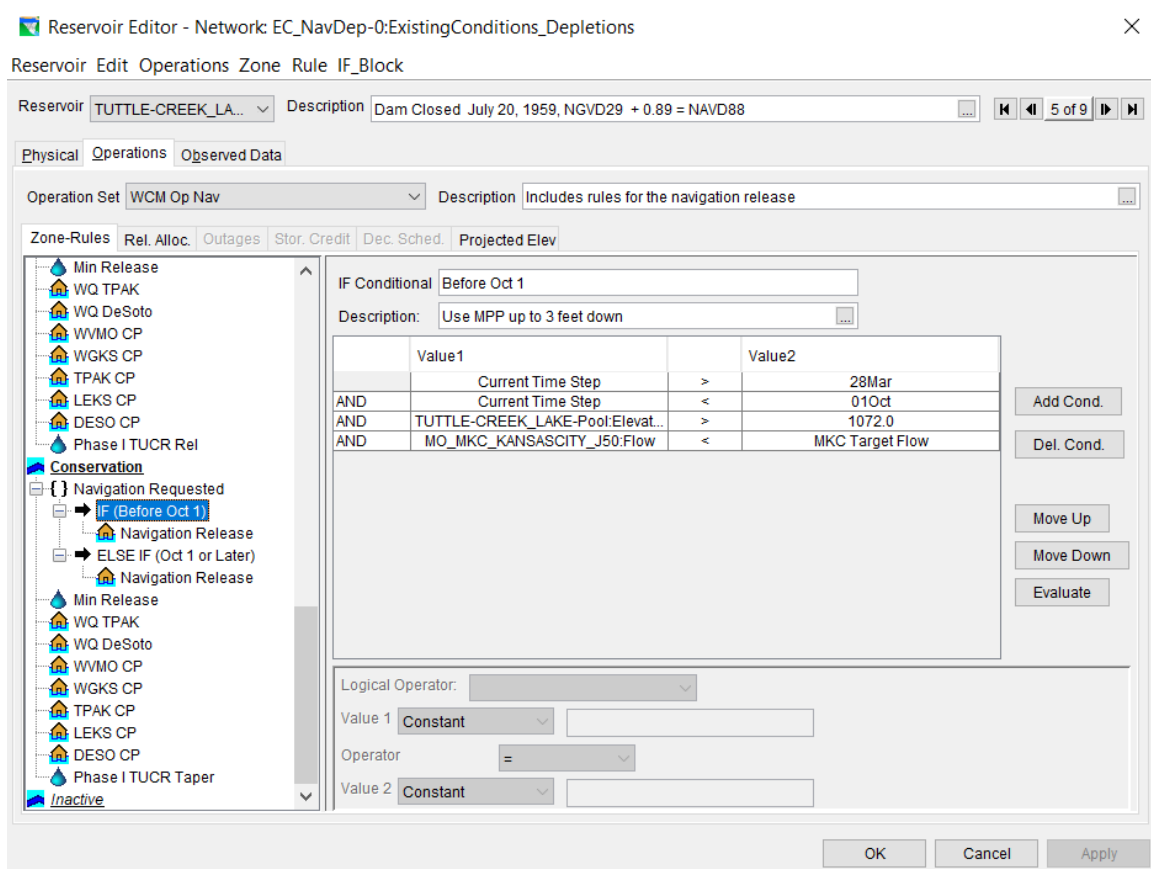 Reservoir Editor - Network: EC_NavDep-0:ExistingConditions_Depletions
Reservoir Edit Operations Zone Rule IF_Block
Reservoir TUTTLE-CREEK_LA... Description Dam Closed July 20, 1959, NGVD29 + 0.89 = NAVD88 ... 5 of 9
Physical Operations Observed Data
Operation Set WCM Op Nav Description Includes rules for the navigation release ...
Zone-Rules Rel. Alloc. Outages Stor. Credit Dec. Sched. Projected Elev
Min Release
WQ TPAK
WQ DeSoto
WVMO CP
WGKS CP
TPAK CP
LEKS CP
DESO CP
Phase I TUCR Rel
Conservation
{ } Navigation Requested
IF (Before Oct 1)
Navigation Release
ELSE IF (Oct 1 or Later)
Navigation Release
Min Release
WQ TPAK
WQ DeSoto
WVMO CP
WGKS CP
TPAK CP
LEKS CP
DESO CP
Phase I TUCR Taper
Inactive
IF Conditional Before Oct 1
Description: Use MPP up to 3 feet down ...
Value1 Value2
Current Time Step > 28Mar
AND Current Time Step < 01Oct
AND TUTTLE-CREEK_LAKE-Pool:Elevat... > 1072.0
AND MO_MKC_KANSASCITY_J50:Flow < MKC Target Flow
Add Cond.
Del. Cond.
Move Up
Move Down
Evaluate
Logical Operator:
Value 1 Constant
Operator =
Value 2 Constant
OK Cancel Apply